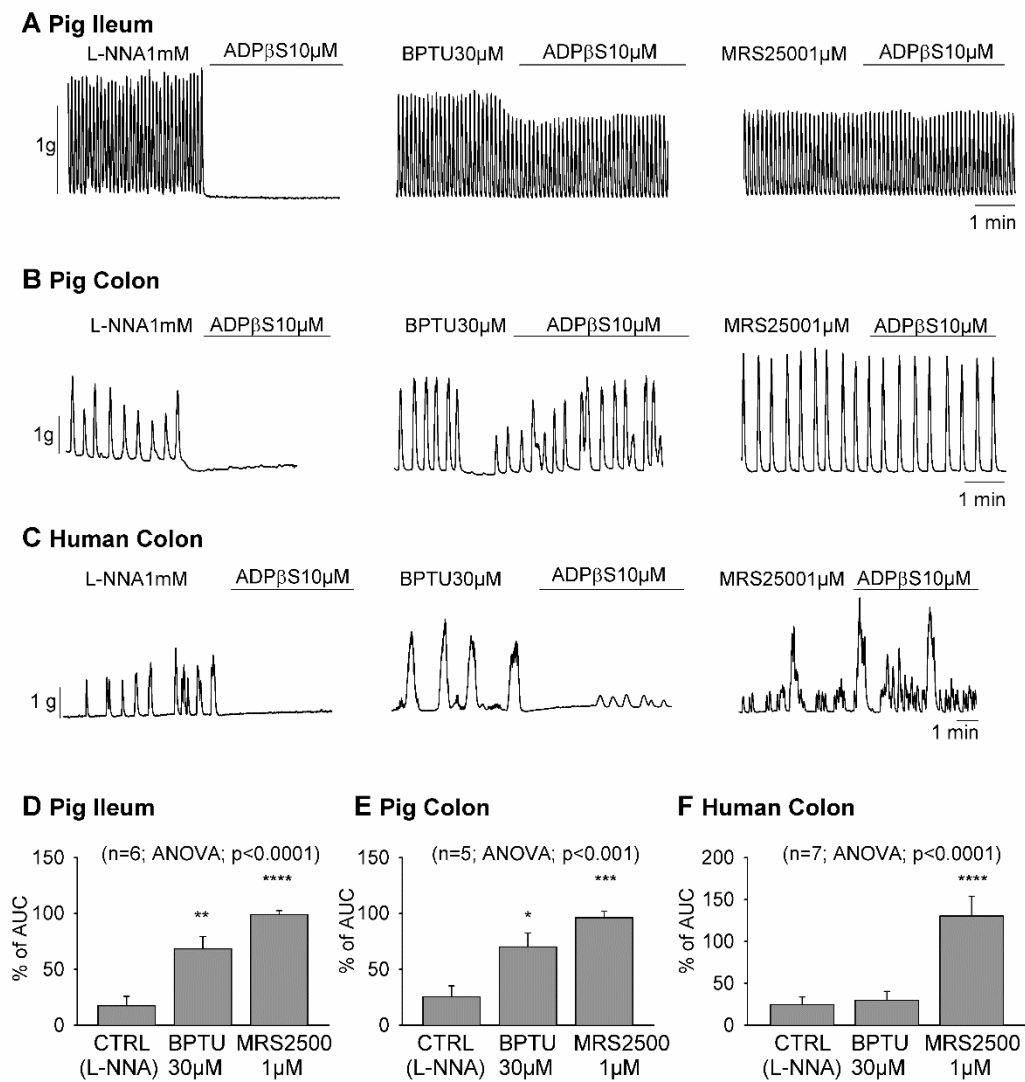 A Pig Ileum
L-NNA1mM ADPβS10µM BPTU30µM ADPβS10µM MRS25001µM ADPβS10µM
1g
1 min
B Pig Colon
L-NNA1mM ADPβS10µM BPTU30µM ADPβS10µM MRS25001µM ADPβS10µM
1g
1 min
C Human Colon
L-NNA1mM ADPβS10µM BPTU30µM ADPβS10µM MRS25001µM ADPβS10µM
1 g
1 min
D Pig Ileum
(n=6; ANOVA; p<0.0001)
% of AUC
150
100
50
0
**
****
CTRL BPTU MRS2500
(L-NNA) 30µM 1µM
E Pig Colon
(n=5; ANOVA; p<0.001)
% of AUC
150
100
50
0
*
***
CTRL BPTU MRS2500
(L-NNA) 30µM 1µM
F Human Colon
(n=7; ANOVA; p<0.0001)
% of AUC
200
150
100
50
0
****
CTRL BPTU MRS2500
(L-NNA) 30µM 1µM